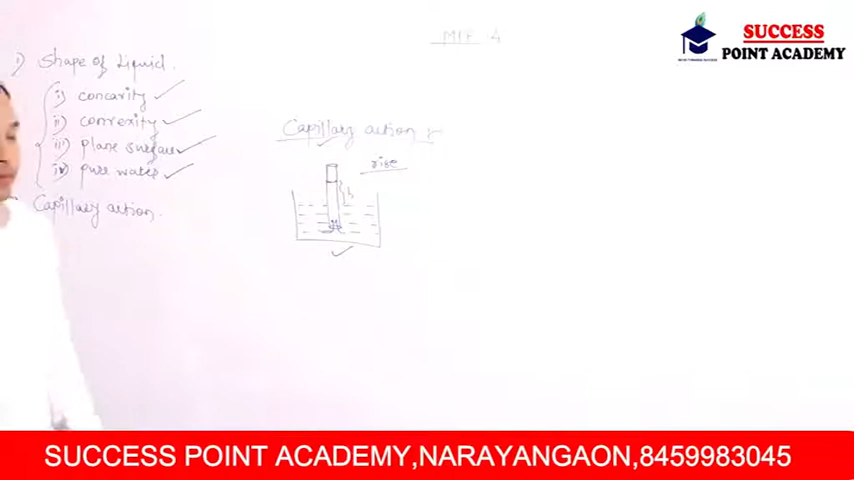 MPF 4
SUCCESS
POINT ACADEMY
1) Shape of Liquid.
i) concavity
ii) convexity
iii) plane surface
iv) pure water
Capillary action.
Capillary action :-
rise
h
SUCCESS POINT ACADEMY,NARAYANGAON,8459983045